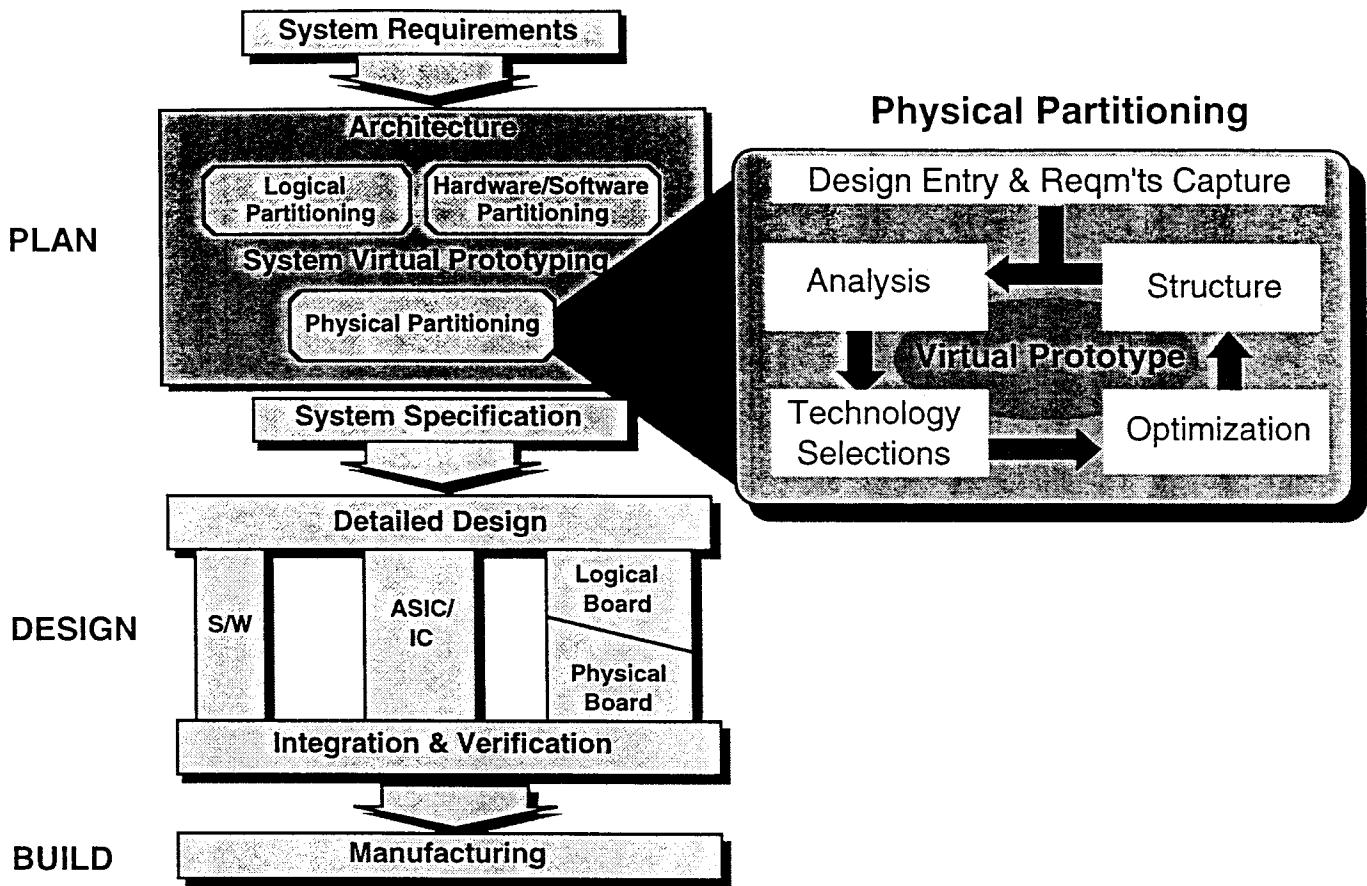 System Requirements
Architecture
Logical
Partitioning
Hardware/Software
Partitioning
System Virtual Prototyping
Physical Partitioning
PLAN
System Specification
Physical Partitioning
Design Entry & Reqm'ts Capture
Analysis
Structure
Virtual Prototype
Technology
Selections
Optimization
Detailed Design
DESIGN
S/W
ASIC/
IC
Logical
Board
Physical
Board
Integration & Verification
BUILD
Manufacturing